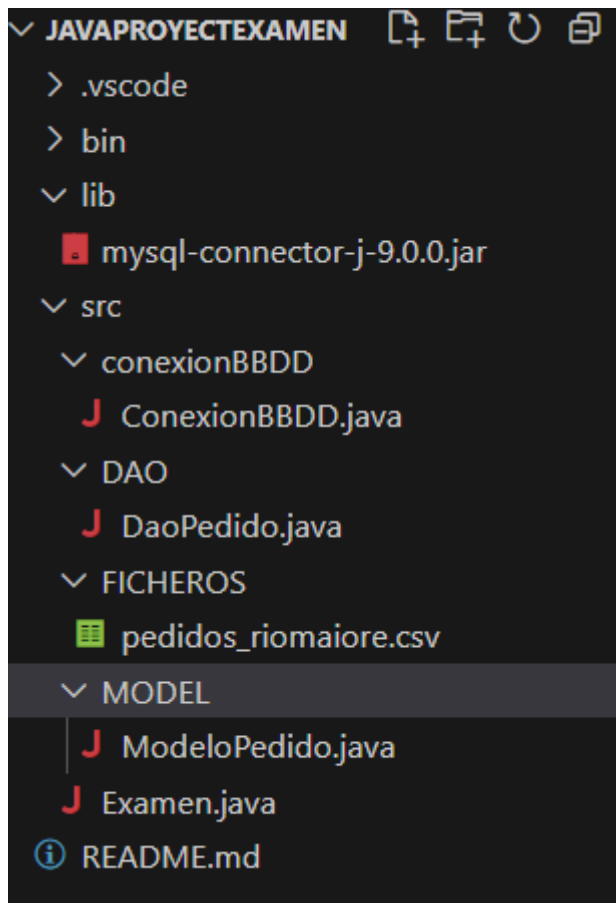 JAVAPROYECTEXAMEN
.vscode
bin
lib
mysql-connector-j-9.0.0.jar
src
conexionBBDD
J ConexionBBDD.java
DAO
J DaoPedido.java
FICHEROS
pedidos_riomaiore.csv
MODEL
J ModeloPedido.java
J Examen.java
README.md